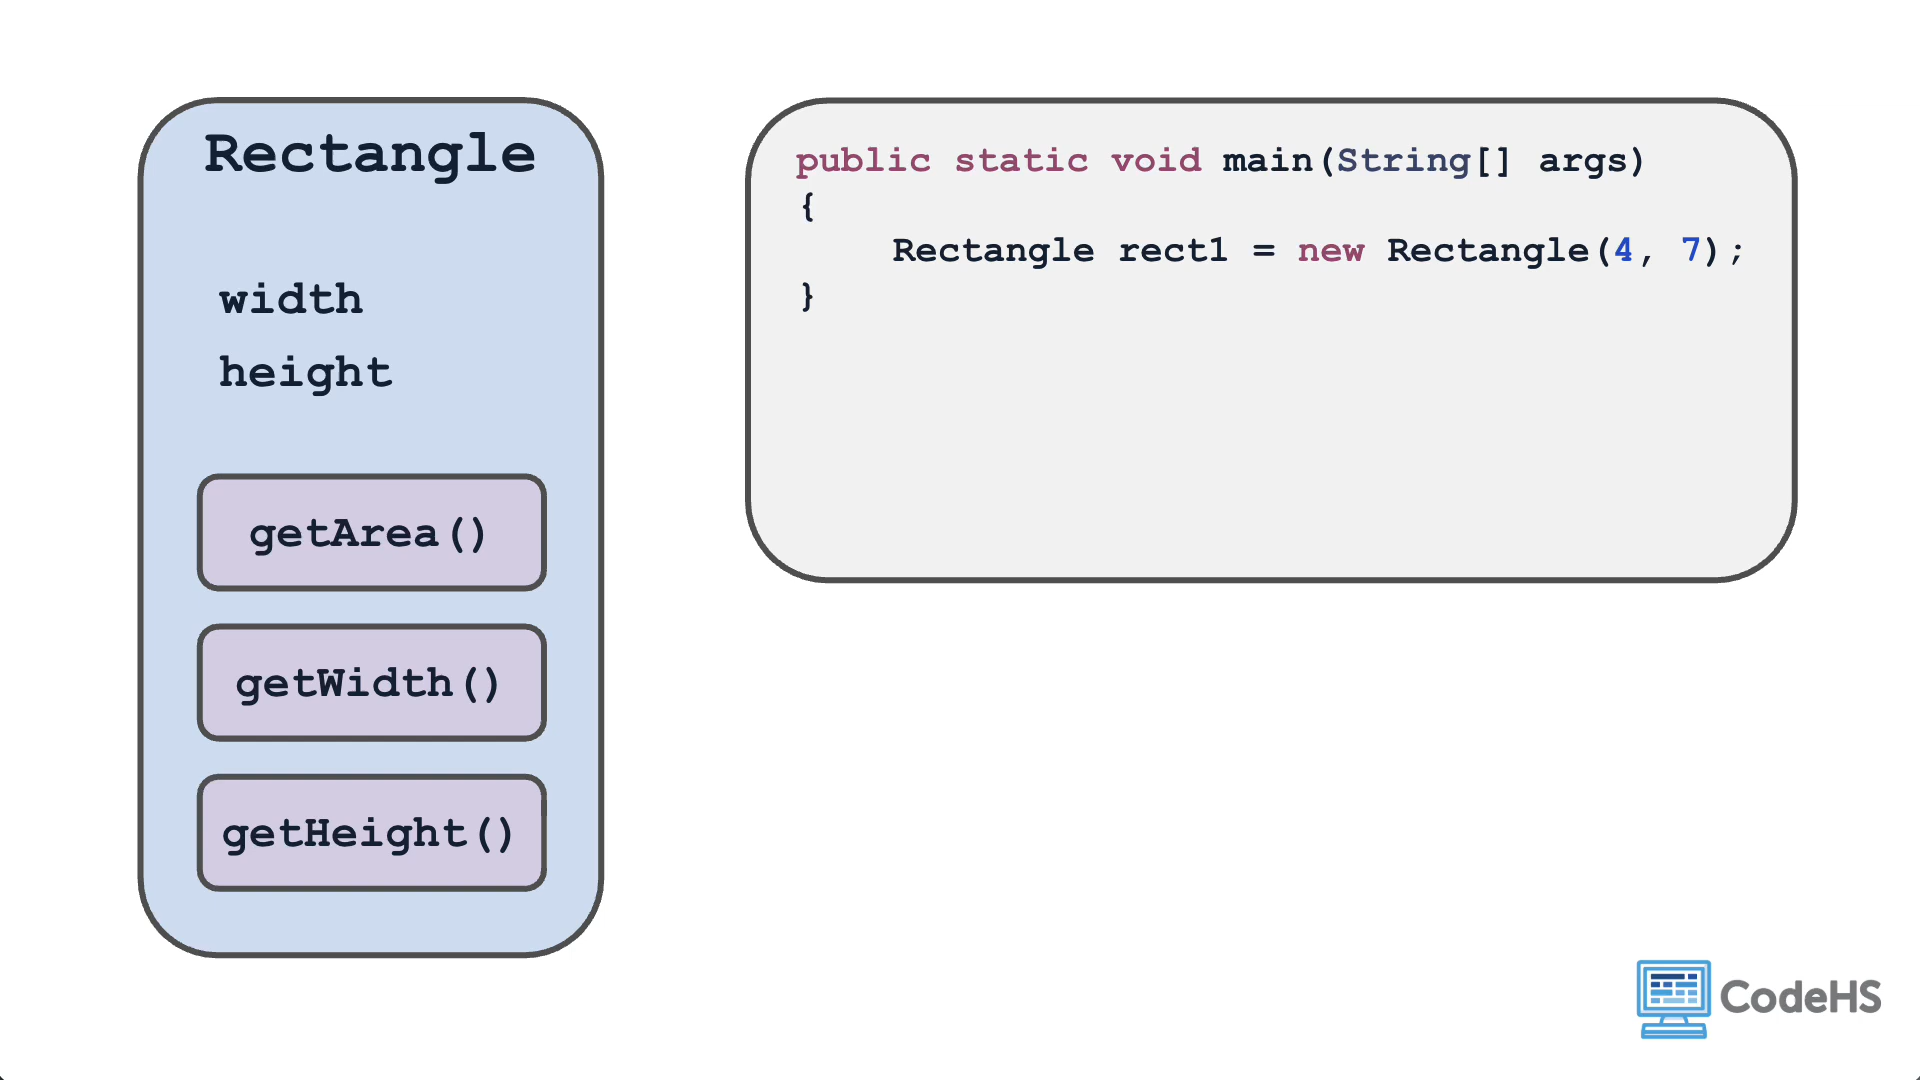 Rectangle
width
height
getArea()
getWidth()
getHeight()
public static void main(String[] args)
{
    Rectangle rect1 = new Rectangle(4, 7);
}
CodeHS